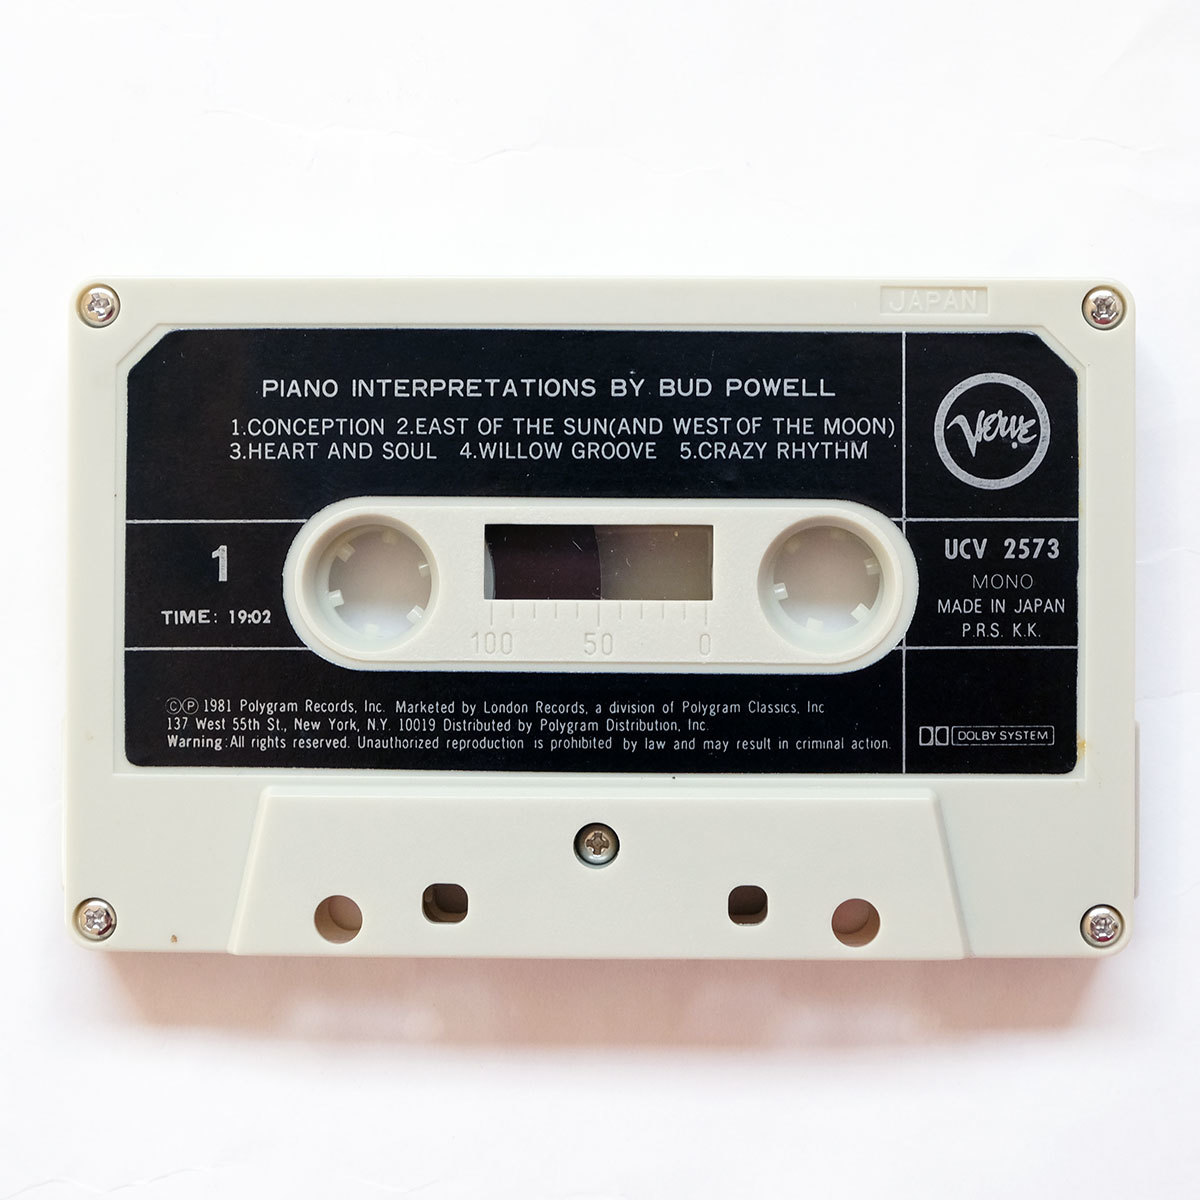 JAPAN
PIANO INTERPRETATIONS BY BUD POWELL
1.CONCEPTION 2.EAST OF THE SUN(AND WEST OF THE MOON)
3.HEART AND SOUL 4.WILLOW GROOVE 5.CRAZY RHYTHM
Verve
1
TIME: 19:02
100 50 0
UCV 2573
MONO
MADE IN JAPAN
P.R.S. K.K.
ⒸⓅ 1981 Polygram Records, Inc. Marketed by London Records, a division of Polygram Classics, Inc
137 West 55th St., New York, N.Y. 10019 Distributed by Polygram Distribution, Inc.
Warning:All rights reserved. Unauthorized reproduction is prohibited by law and may result in criminal action.
DOLBY SYSTEM